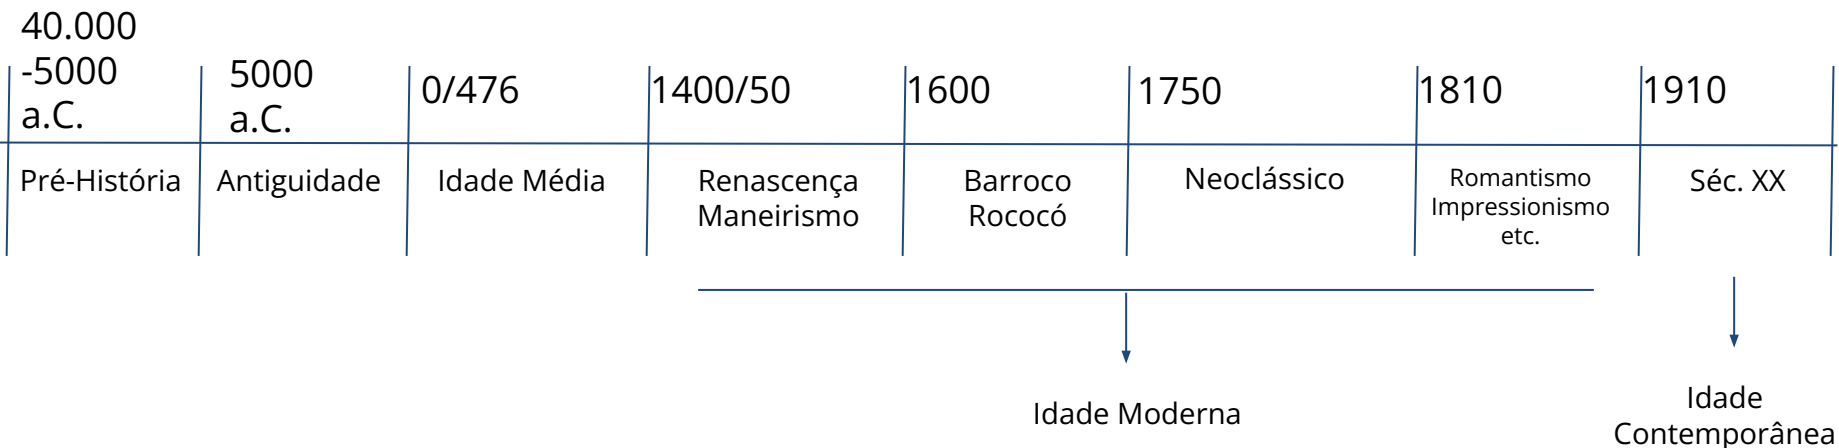 40.000
-5000
a.C.
5000
a.C.
0/476
1400/50
1600
1750
1810
1910
Pré-História
Antiguidade
Idade Média
Renascença
Maneirismo
Barroco
Rococó
Neoclássico
Romantismo
Impressionismo
etc.
Séc. XX
Idade Moderna
Idade
Contemporânea